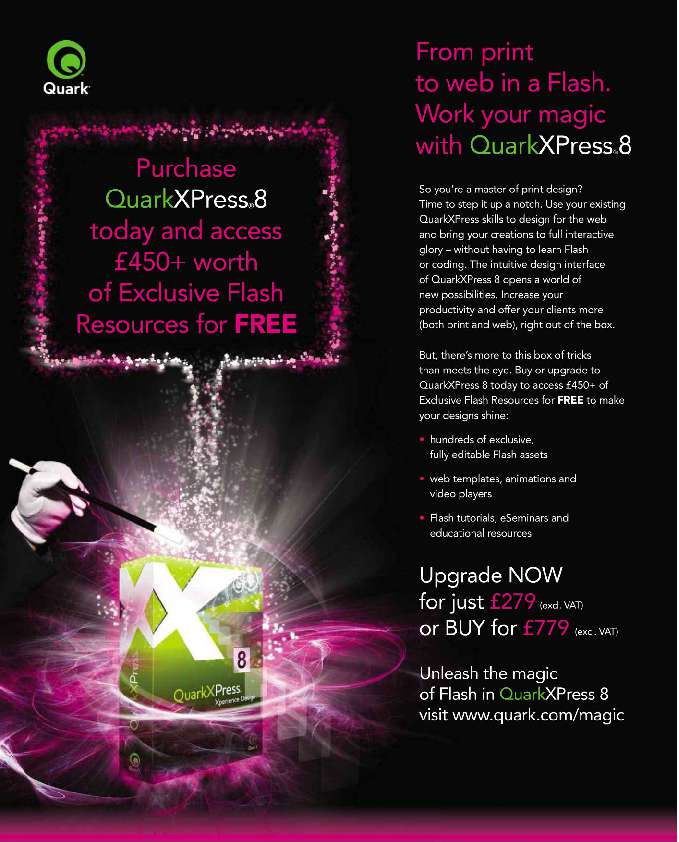 Quark
Purchase
QuarkXPress 8
today and access
£450+ worth
of Exclusive Flash
Resources for FREE
From print
to web in a Flash.
Work your magic
with QuarkXPress 8
So you're a master of print design?
Time to step it up a notch. Use your existing
QuarkXPress skills to design for the web
and bring your creations to full interactive
glory – without having to learn Flash
or coding. The intuitive design interface
of QuarkXPress 8 opens a world of
new possibilities. Increase your
productivity and offer your clients more
(both print and web), right out of the box.
But, there's more to this box of tricks
than meets the eye. Buy or upgrade to
QuarkXPress 8 today to access £450+ of
Exclusive Flash Resources for FREE to make
your designs shine:
• hundreds of exclusive,
fully editable Flash assets
• web templates, animations and
video players
• Flash tutorials, eSeminars and
educational resources
Upgrade NOW
for just £279 (excl. VAT)
or BUY for £779 (excl. VAT)
Unleash the magic
of Flash in QuarkXPress 8
visit www.quark.com/magic
X
8
QuarkXPress
Xperience Design
QuarkXPress